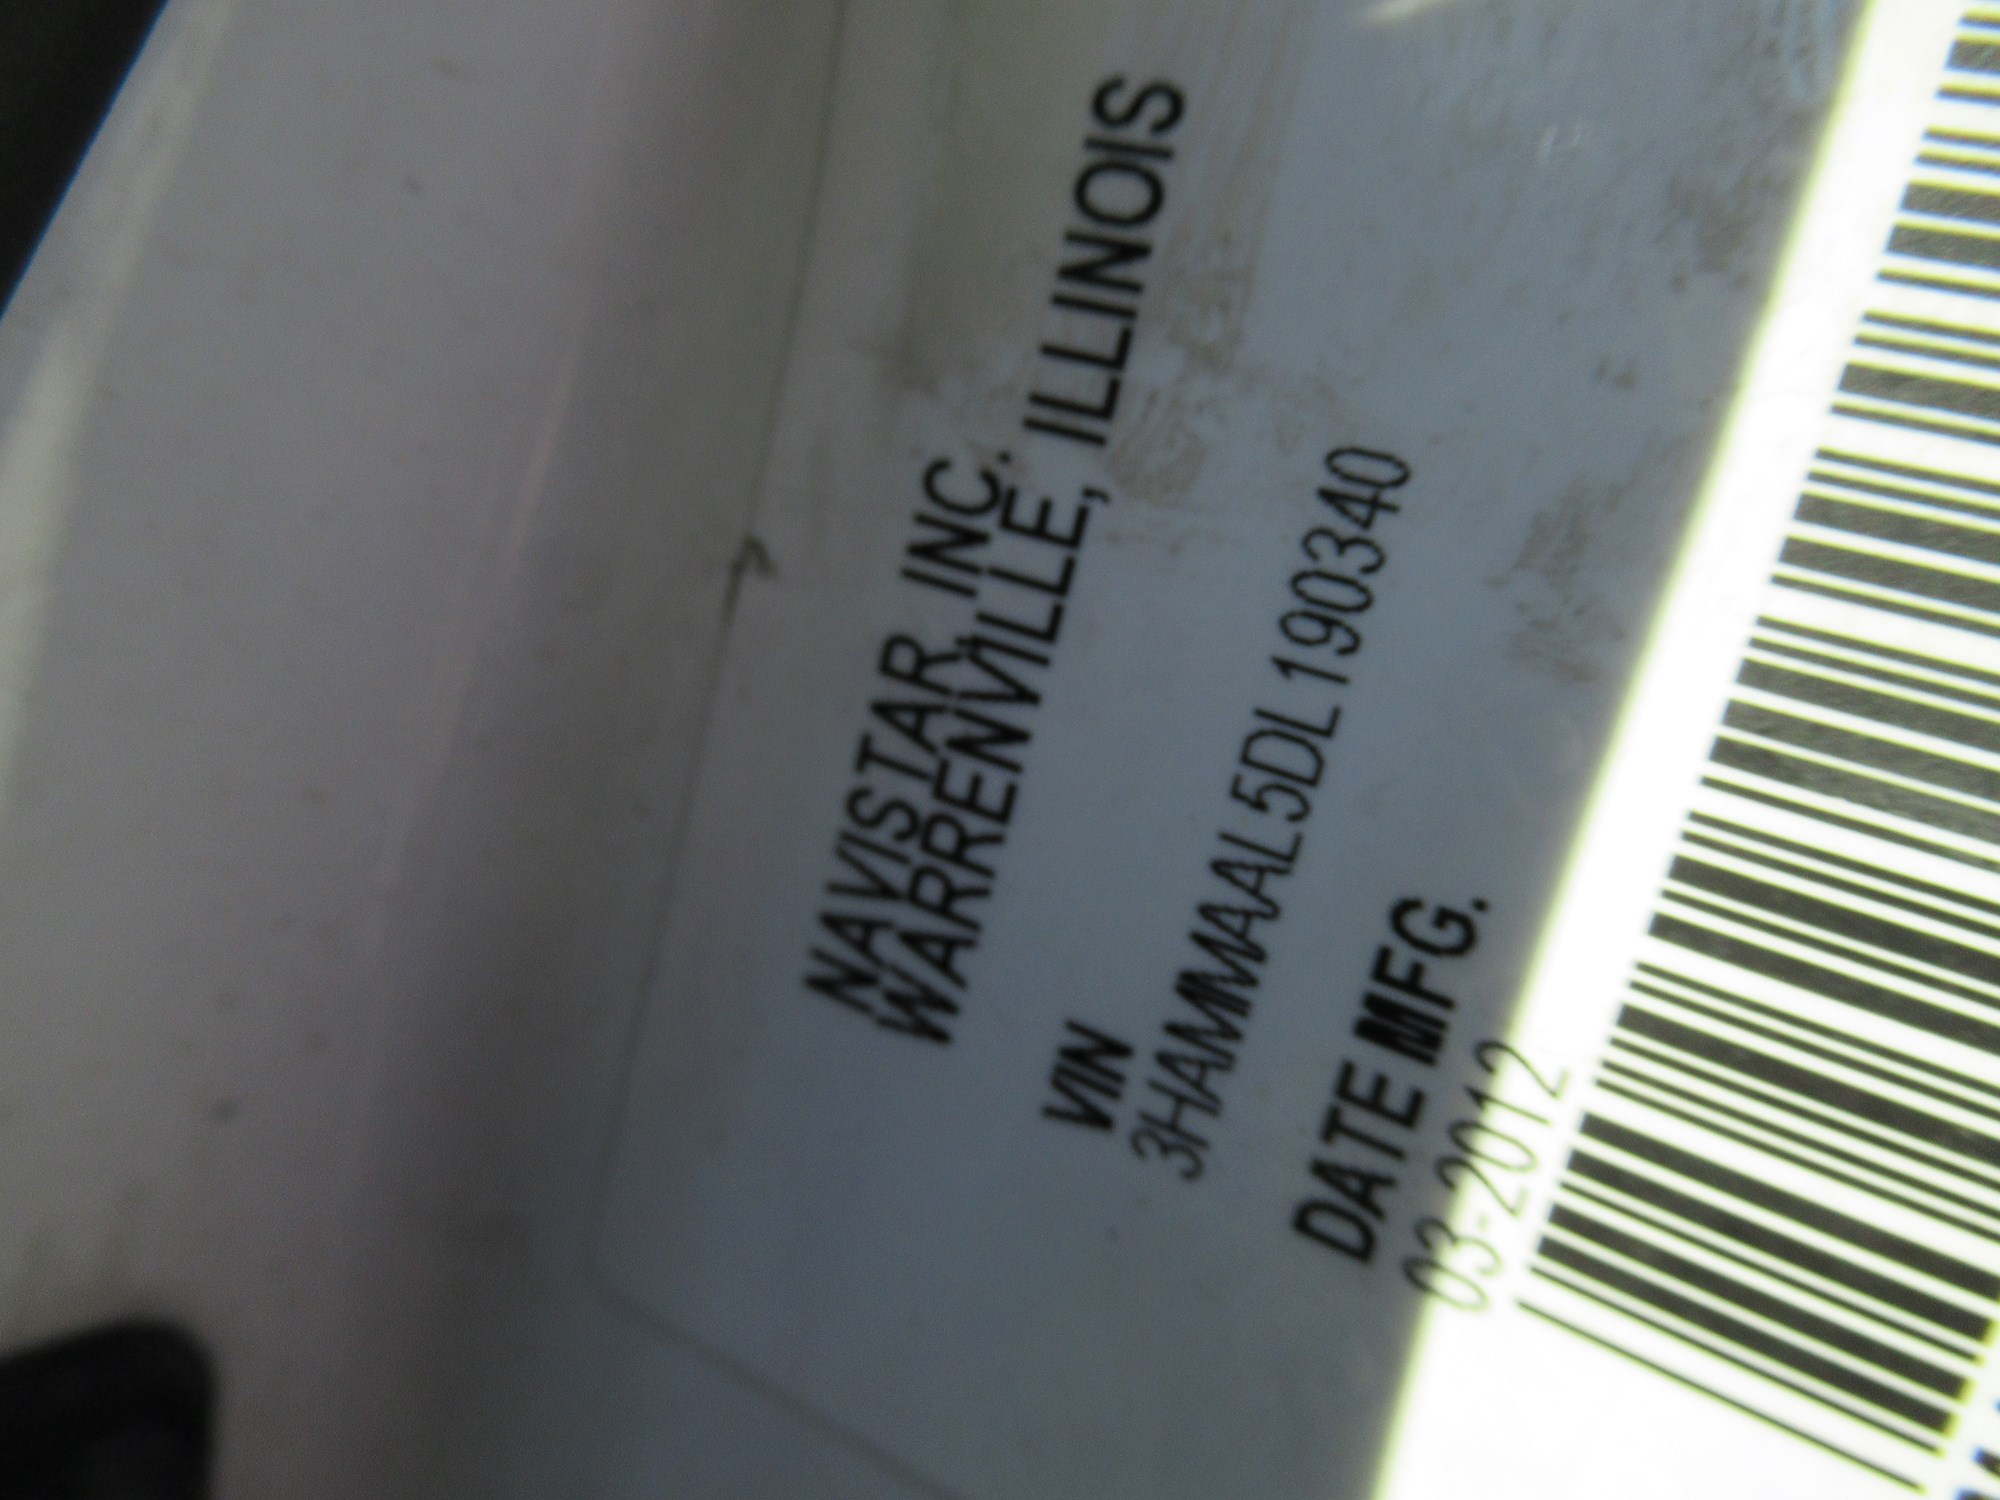 NAVISTAR, INC.
WARRENVILLE, ILLINOIS
VIN
3HAMMAAL5DL190340
DATE MFG.
03-2012